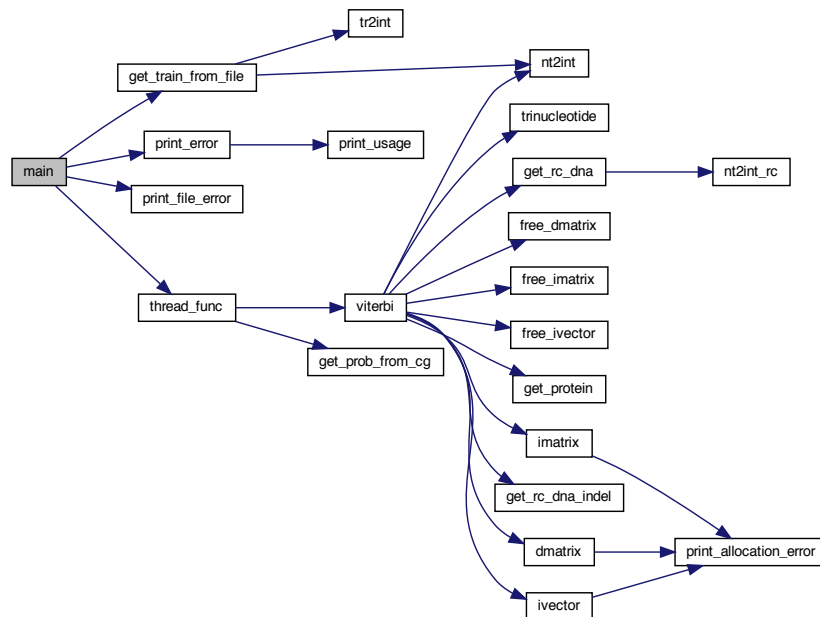 tr2int
get_train_from_file
nt2int
trinucleotide
print_error
print_usage
main
get_rc_dna
nt2int_rc
print_file_error
free_dmatrix
free_imatrix
thread_func
viterbi
free_ivector
get_prob_from_cg
get_protein
imatrix
get_rc_dna_indel
dmatrix
print_allocation_error
ivector